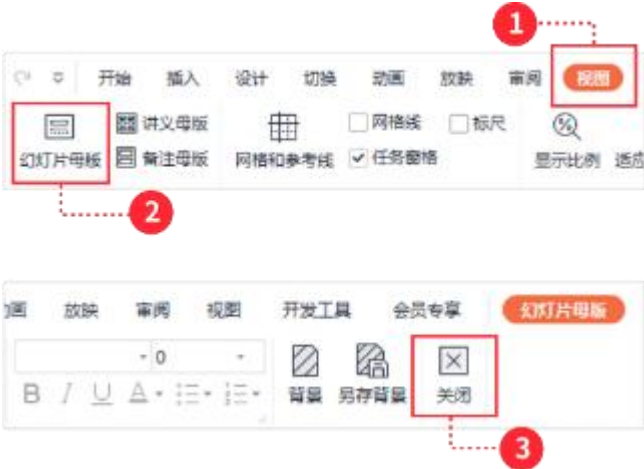 1
开始 插入 设计 切换 动画 放映 审阅 视图
讲义母版 网格线 标尺
幻灯片母版 备注母版 网格和参考线 任务窗格 显示比例 适应
2
动画 放映 审阅 视图 开发工具 会员专享 幻灯片母版
0
B I U A 背景 另存背景 关闭
3